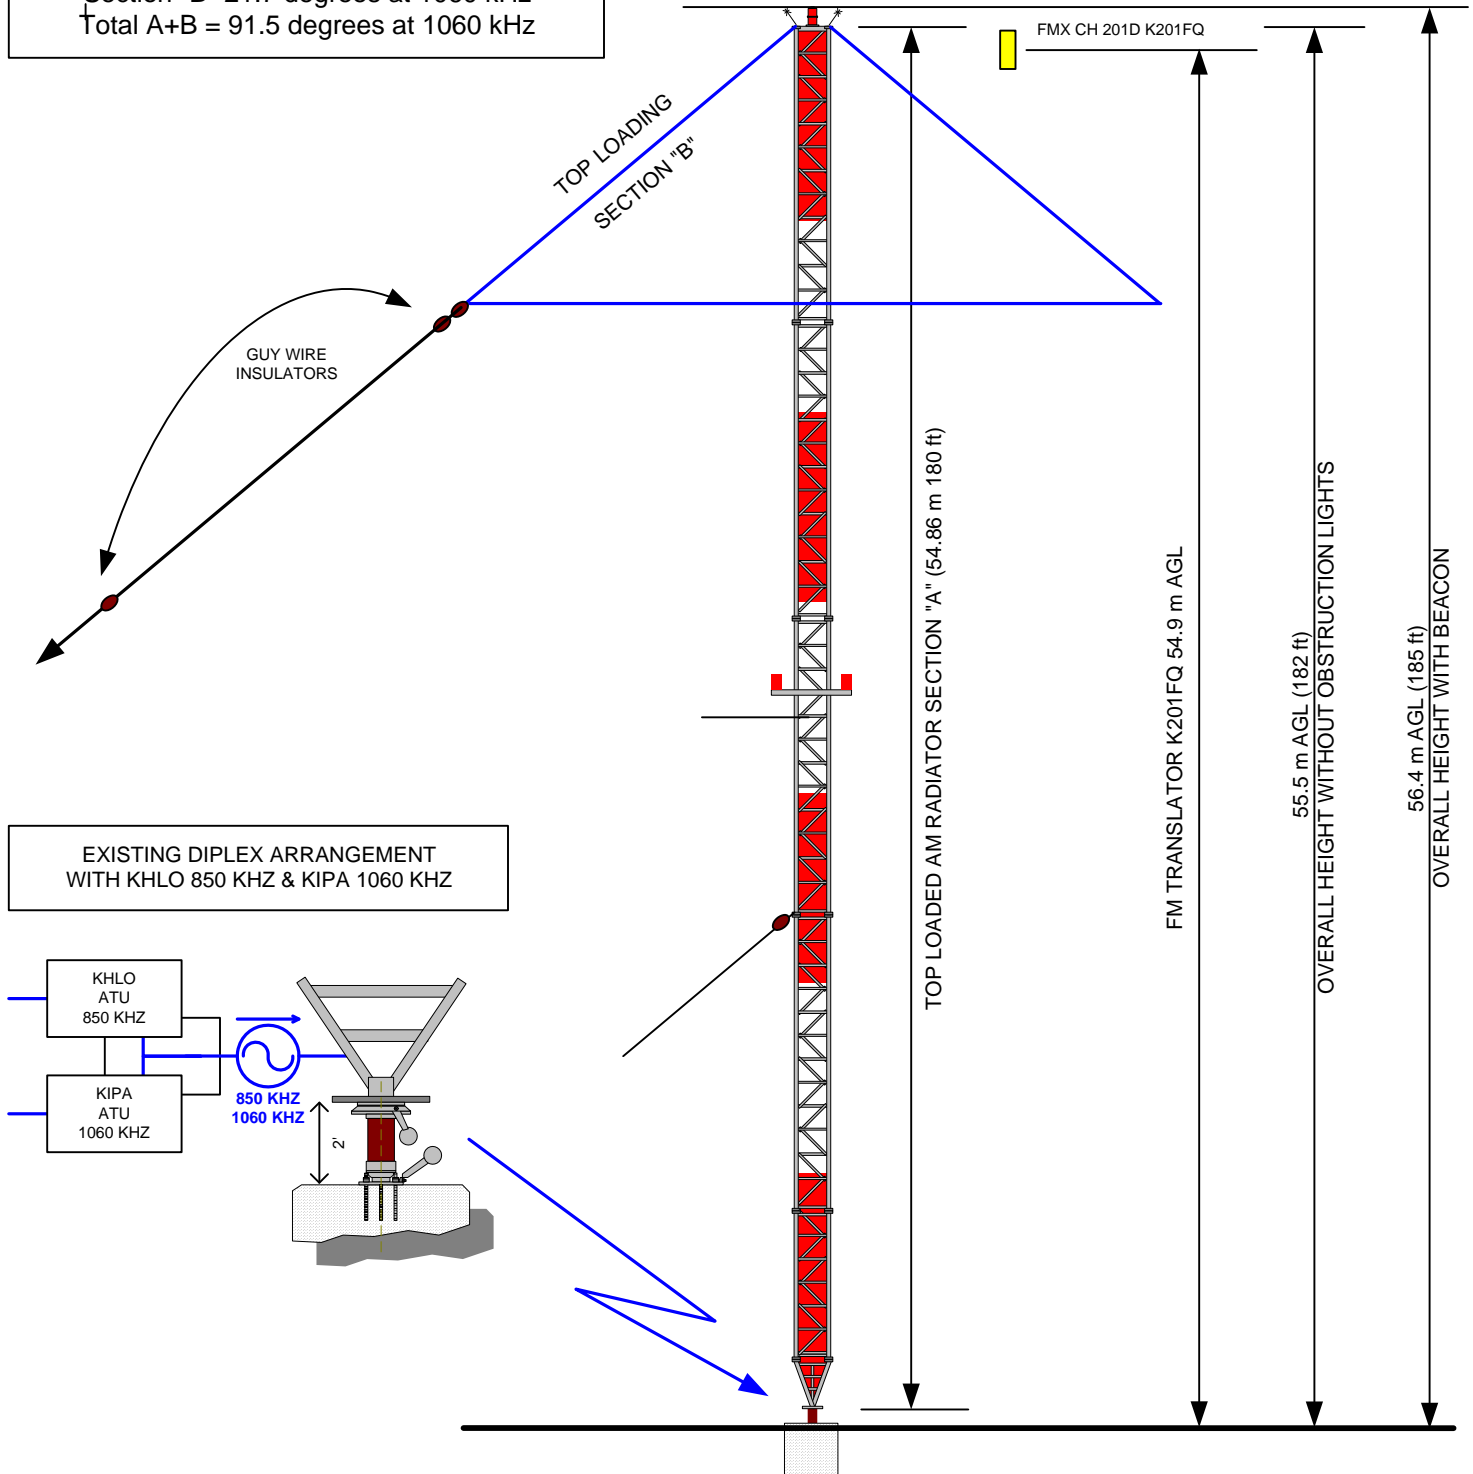 Total A+B = 91.5 degrees at 1060 kHz
FMX CH 201D K201FQ
TOP LOADING
SECTION "B"
GUY WIRE
INSULATORS
TOP LOADED AM RADIATOR SECTION "A" (54.86 m 180 ft)
FM TRANSLATOR K201FQ 54.9 m AGL
55.5 m AGL (182 ft)
OVERALL HEIGHT WITHOUT OBSTRUCTION LIGHTS
56.4 m AGL (185 ft)
OVERALL HEIGHT WITH BEACON
EXISTING DIPLEX ARRANGEMENT
WITH KHLO 850 KHZ & KIPA 1060 KHZ
KHLO
ATU
850 KHZ
KIPA
ATU
1060 KHZ
850 KHZ
1060 KHZ
2'